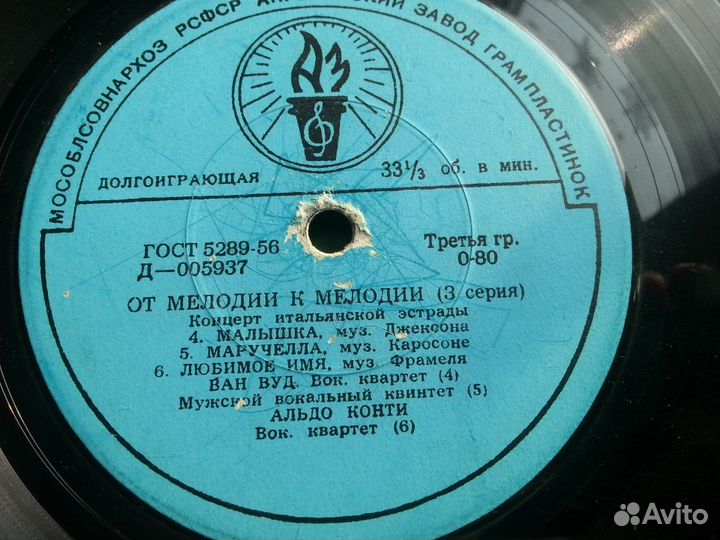 МОСОБЛСОВНАРХОЗ РСФСР ЗАВОД ГРАМПЛАСТИНОК
АЗ
ДОЛГОИГРАЮЩАЯ 33⅓ об. в мин.
ГОСТ 5289-56 Третья гр.
Д—005937 0-80
ОТ МЕЛОДИИ К МЕЛОДИИ (3 серия)
Концерт итальянской эстрады
4. МАЛЫШКА, муз. Джексона
5. МАРУЧЕЛЛА, муз. Каросоне
6. ЛЮБИМОЕ ИМЯ, муз. Фрамеля
ВАН ВУД. Вок. квартет (4)
Мужской вокальный квинтет (5)
АЛЬДО КОНТИ
Вок. квартет (6)
Avito